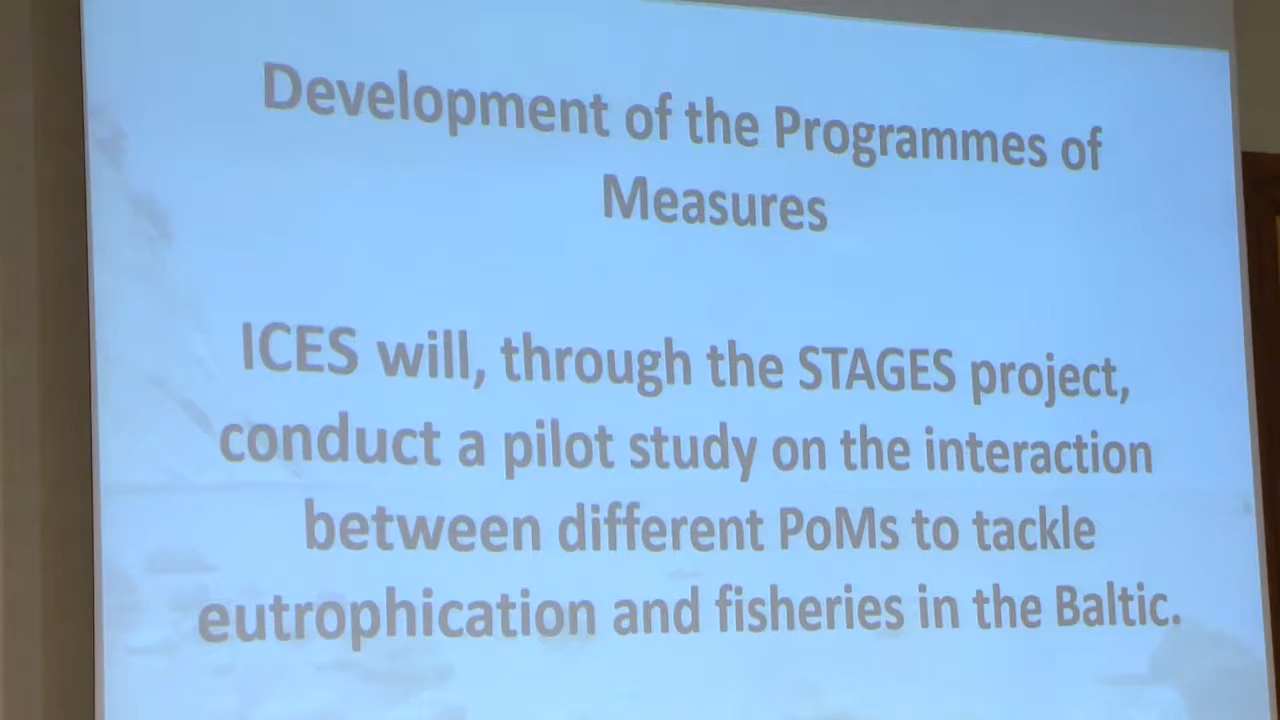 Development of the Programmes of
Measures
ICES will, through the STAGES project,
conduct a pilot study on the interaction
between different PoMs to tackle
eutrophication and fisheries in the Baltic.